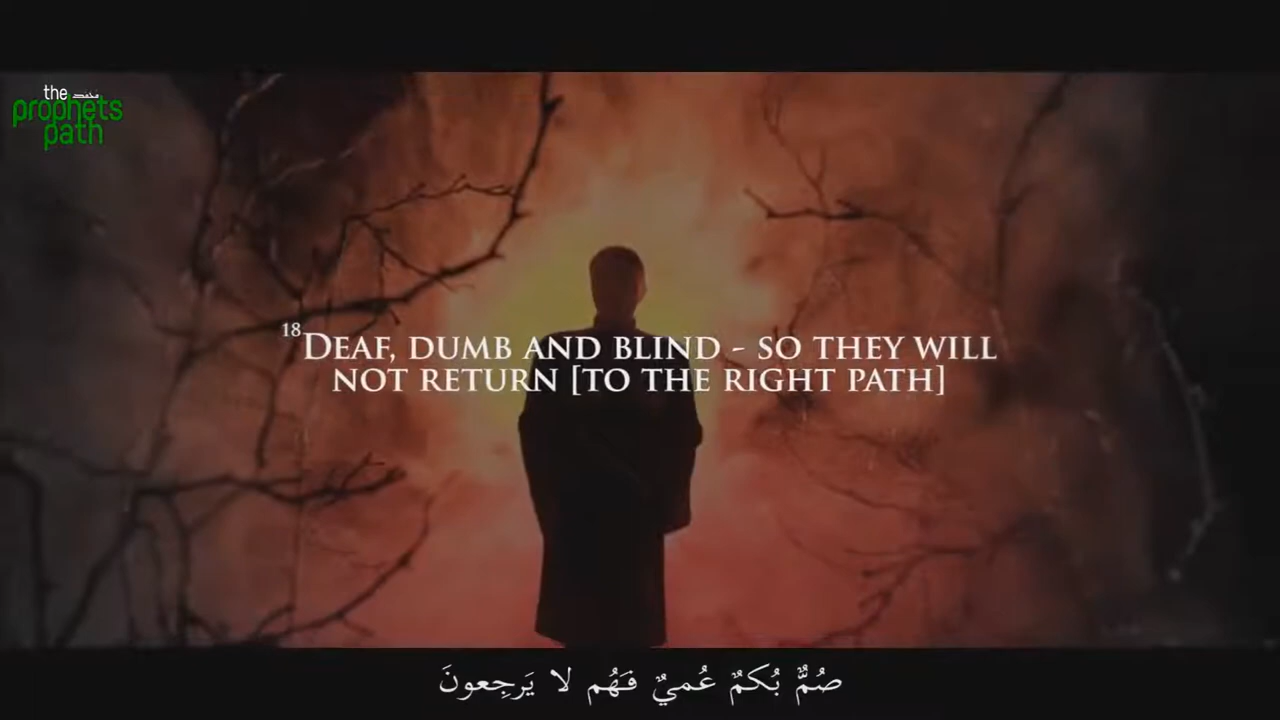 the محمد
prophets
path
18 DEAF, DUMB AND BLIND - SO THEY WILL
NOT RETURN [TO THE RIGHT PATH]
صُمٌّ بُكمٌ عُميٌ فَهُم لا يَرجِعونَ